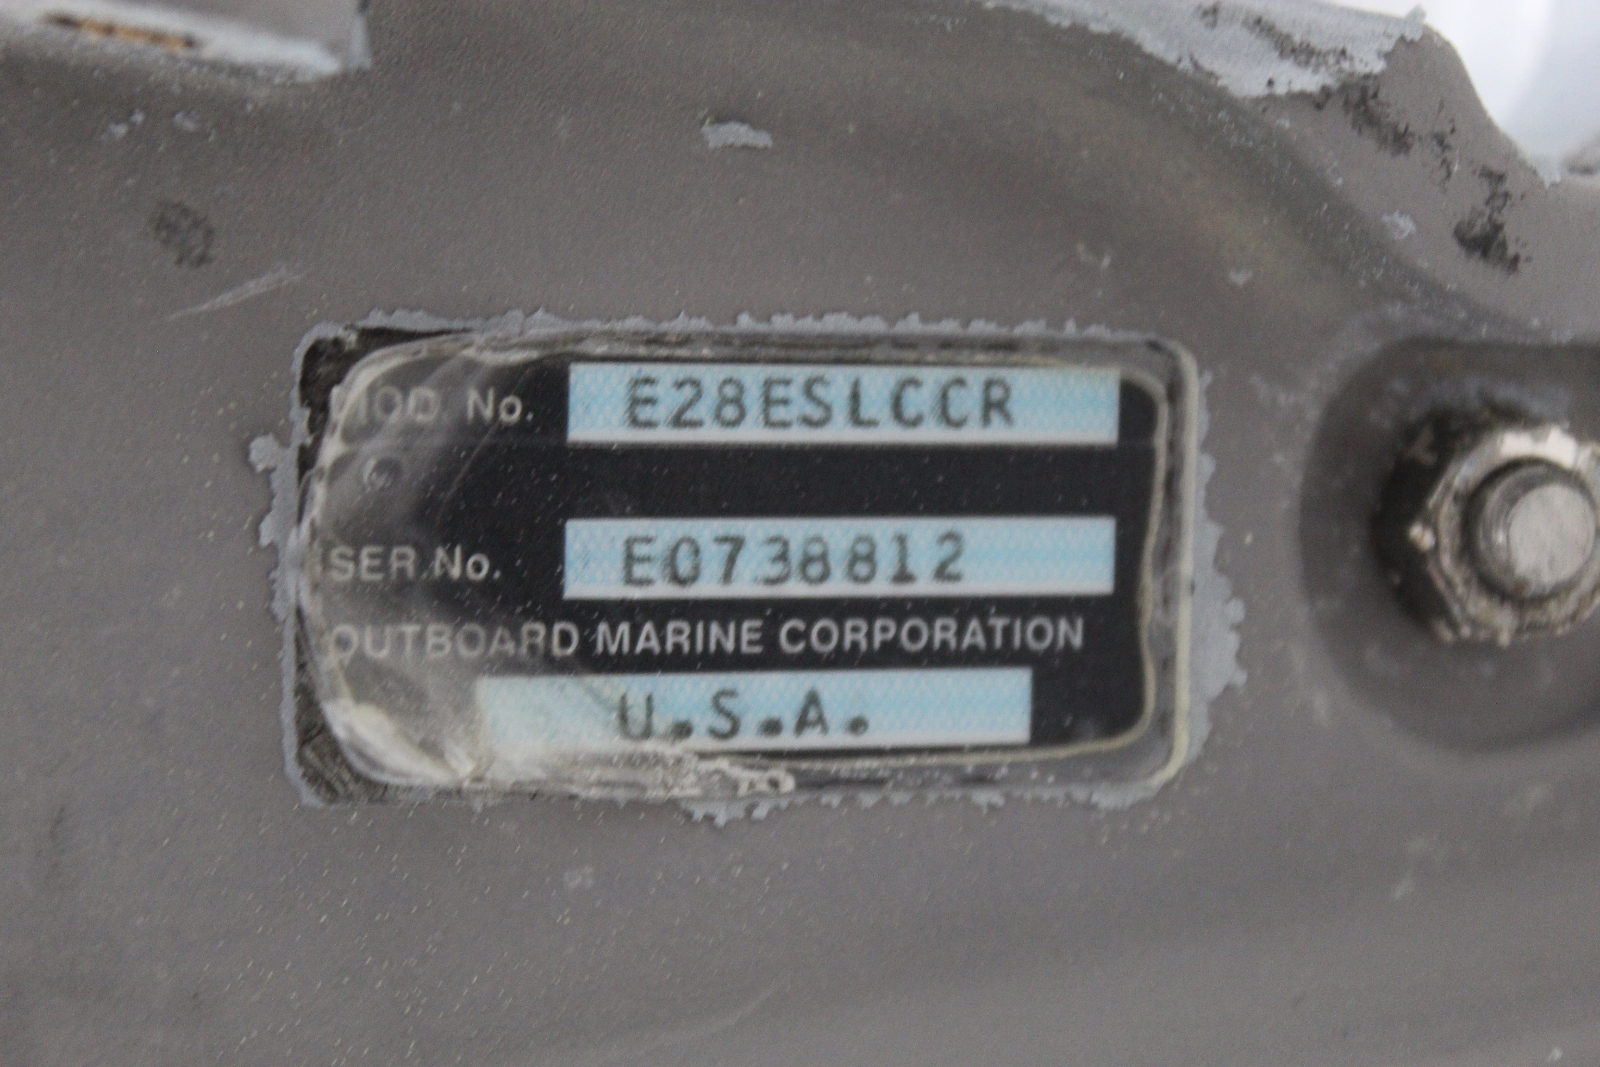 MOD No. E28ESLCCR
SER.No. E0738812
OUTBOARD MARINE CORPORATION
U.S.A.